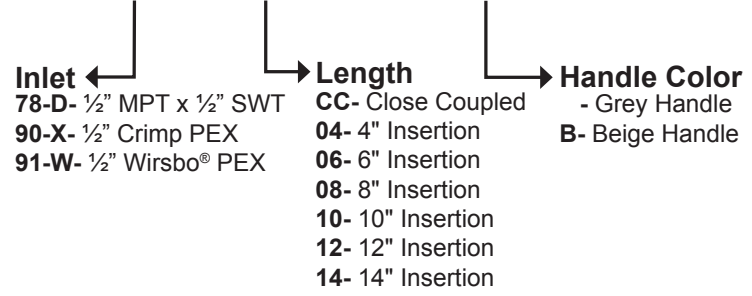 Inlet
78-D- ½” MPT x ½” SWT
90-X- ½” Crimp PEX
91-W- ½” Wirsbo® PEX
Length
CC- Close Coupled
04- 4" Insertion
06- 6" Insertion
08- 8" Insertion
10- 10" Insertion
12- 12" Insertion
14- 14" Insertion
Handle Color
- Grey Handle
B- Beige Handle